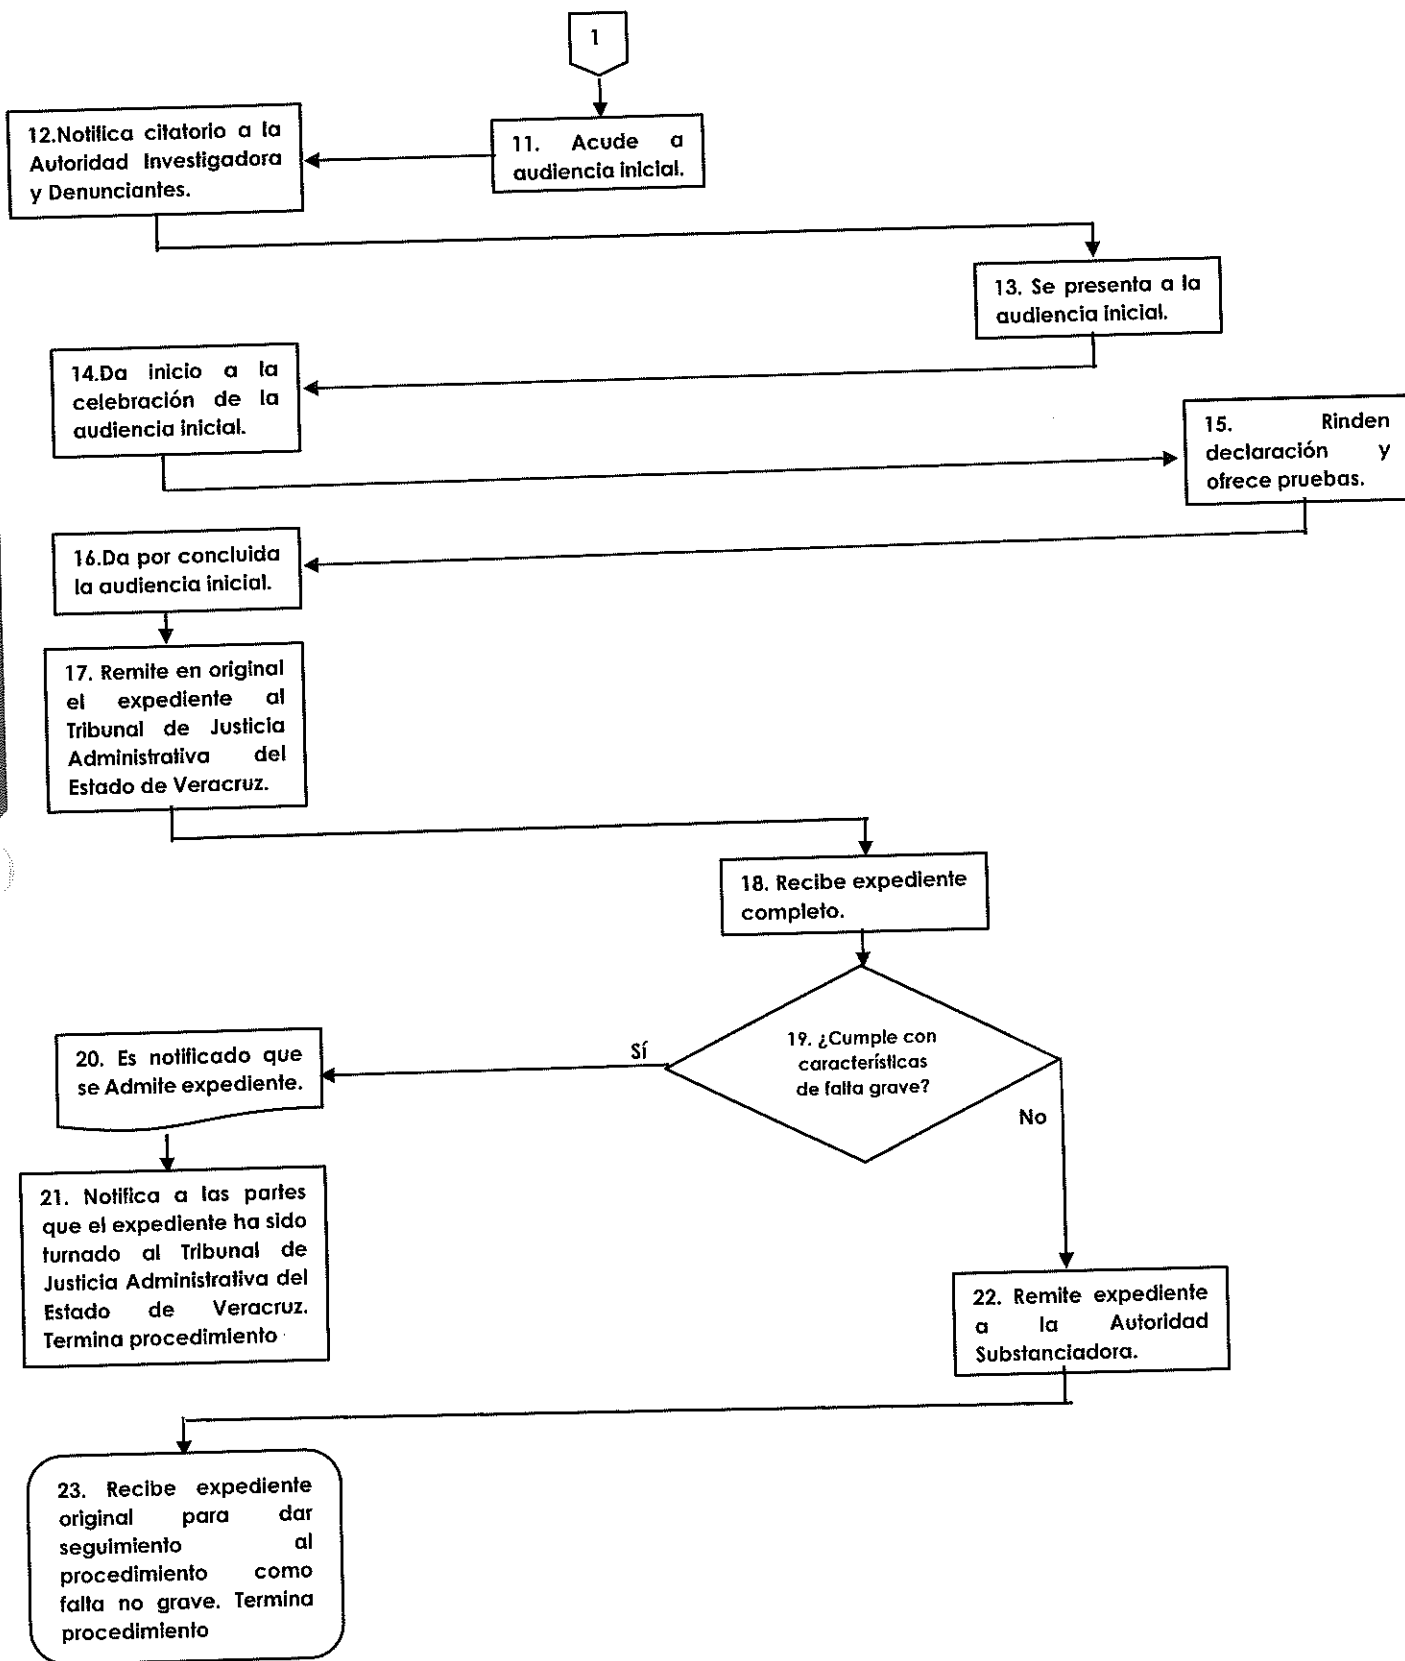 1
11. Acude a
audiencia inicial.
12.Notifica citatorio a la
Autoridad Investigadora
y Denunciantes.
13. Se presenta a la
audiencia inicial.
14.Da inicio a la
celebración de la
audiencia inicial.
15. Rinden
declaración y
ofrece pruebas.
16.Da por concluida
la audiencia inicial.
17. Remite en original
el expediente al
Tribunal de Justicia
Administrativa del
Estado de Veracruz.
18. Recibe expediente
completo.
19. ¿Cumple con
características
de falta grave?
Sí
No
20. Es notificado que
se Admite expediente.
21. Notifica a las partes
que el expediente ha sido
turnado al Tribunal de
Justicia Administrativa del
Estado de Veracruz.
Termina procedimiento
22. Remite expediente
a la Autoridad
Substanciadora.
23. Recibe expediente
original para dar
seguimiento al
procedimiento como
falta no grave. Termina
procedimiento